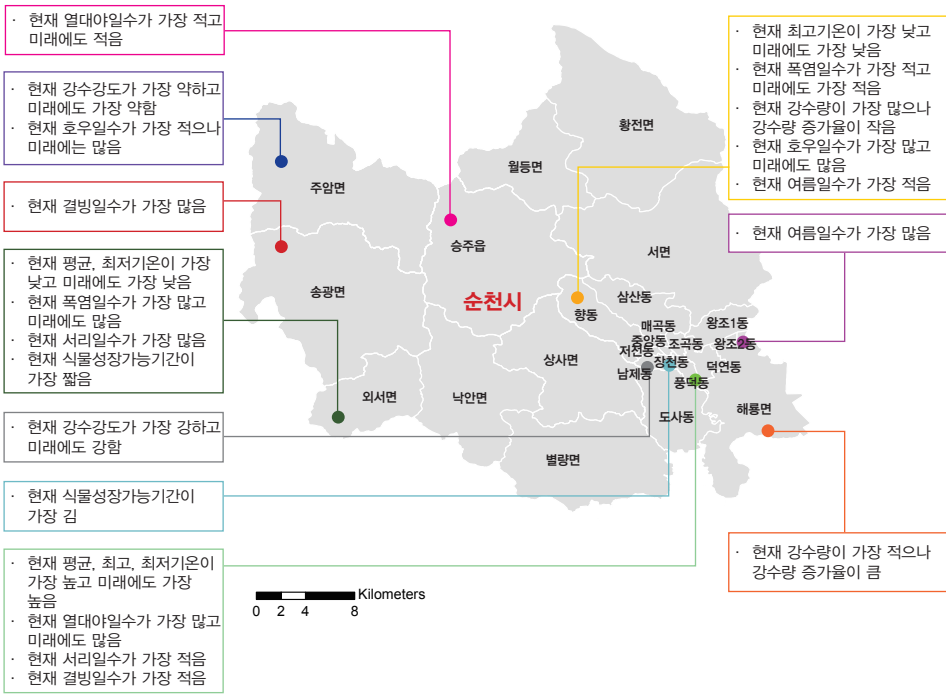 · 현재 열대야일수가 가장 적고
미래에도 적음
· 현재 강수강도가 가장 약하고
미래에도 가장 약함
· 현재 호우일수가 가장 적으나
미래에는 많음
· 현재 결빙일수가 가장 많음
· 현재 평균, 최저기온이 가장
낮고 미래에도 가장 낮음
· 현재 폭염일수가 가장 많고
미래에도 많음
· 현재 서리일수가 가장 많음
· 현재 식물성장가능기간이
가장 짧음
· 현재 강수강도가 가장 강하고
미래에도 강함
· 현재 식물성장가능기간이
가장 김
· 현재 평균, 최고, 최저기온이
가장 높고 미래에도 가장
높음
· 현재 열대야일수가 가장 많고
미래에도 많음
· 현재 서리일수가 가장 적음
· 현재 결빙일수가 가장 적음
황전면
월등면
주암면
승주읍
서면
송광면
순천시
삼산동
향동
매곡동
왕조1동
중앙동
조곡동
왕조2동
저전동
상사면
장천동
덕연동
남제동
풍덕동
외서면
낙안면
해룡면
도사동
별량면
Kilometers
0 2 4 8
· 현재 최고기온이 가장 낮고
미래에도 가장 낮음
· 현재 폭염일수가 가장 적고
미래에도 가장 적음
· 현재 강수량이 가장 많으나
강수량 증가율이 작음
· 현재 호우일수가 가장 많고
미래에도 많음
· 현재 여름일수가 가장 적음
· 현재 여름일수가 가장 많음
· 현재 강수량이 가장 적으나
강수량 증가율이 큼